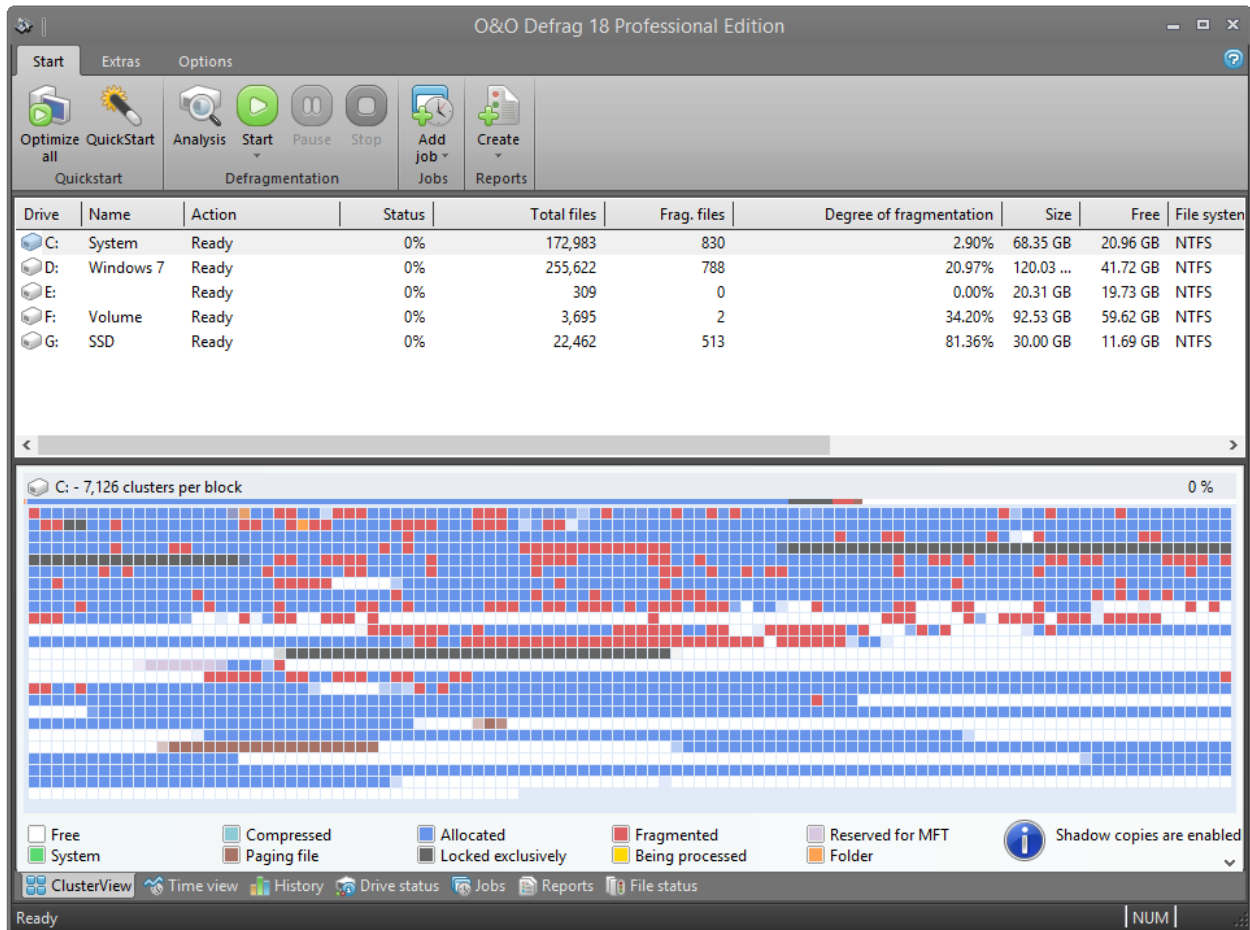 O&O Defrag 18 Professional Edition
Start Extras Options
Optimize all QuickStart Analysis Start Pause Stop Add job Create
Quickstart Defragmentation Jobs Reports
Drive Name Action Status Total files Frag. files Degree of fragmentation Size Free File system
C: System Ready 0% 172,983 830 2.90% 68.35 GB 20.96 GB NTFS
D: Windows 7 Ready 0% 255,622 788 20.97% 120.03 ... 41.72 GB NTFS
E: Ready 0% 309 0 0.00% 20.31 GB 19.73 GB NTFS
F: Volume Ready 0% 3,695 2 34.20% 92.53 GB 59.62 GB NTFS
G: SSD Ready 0% 22,462 513 81.36% 30.00 GB 11.69 GB NTFS
C: - 7,126 clusters per block 0 %
Free Compressed Allocated Fragmented Reserved for MFT Shadow copies are enabled
System Paging file Locked exclusively Being processed Folder
ClusterView Time view History Drive status Jobs Reports File status
Ready NUM